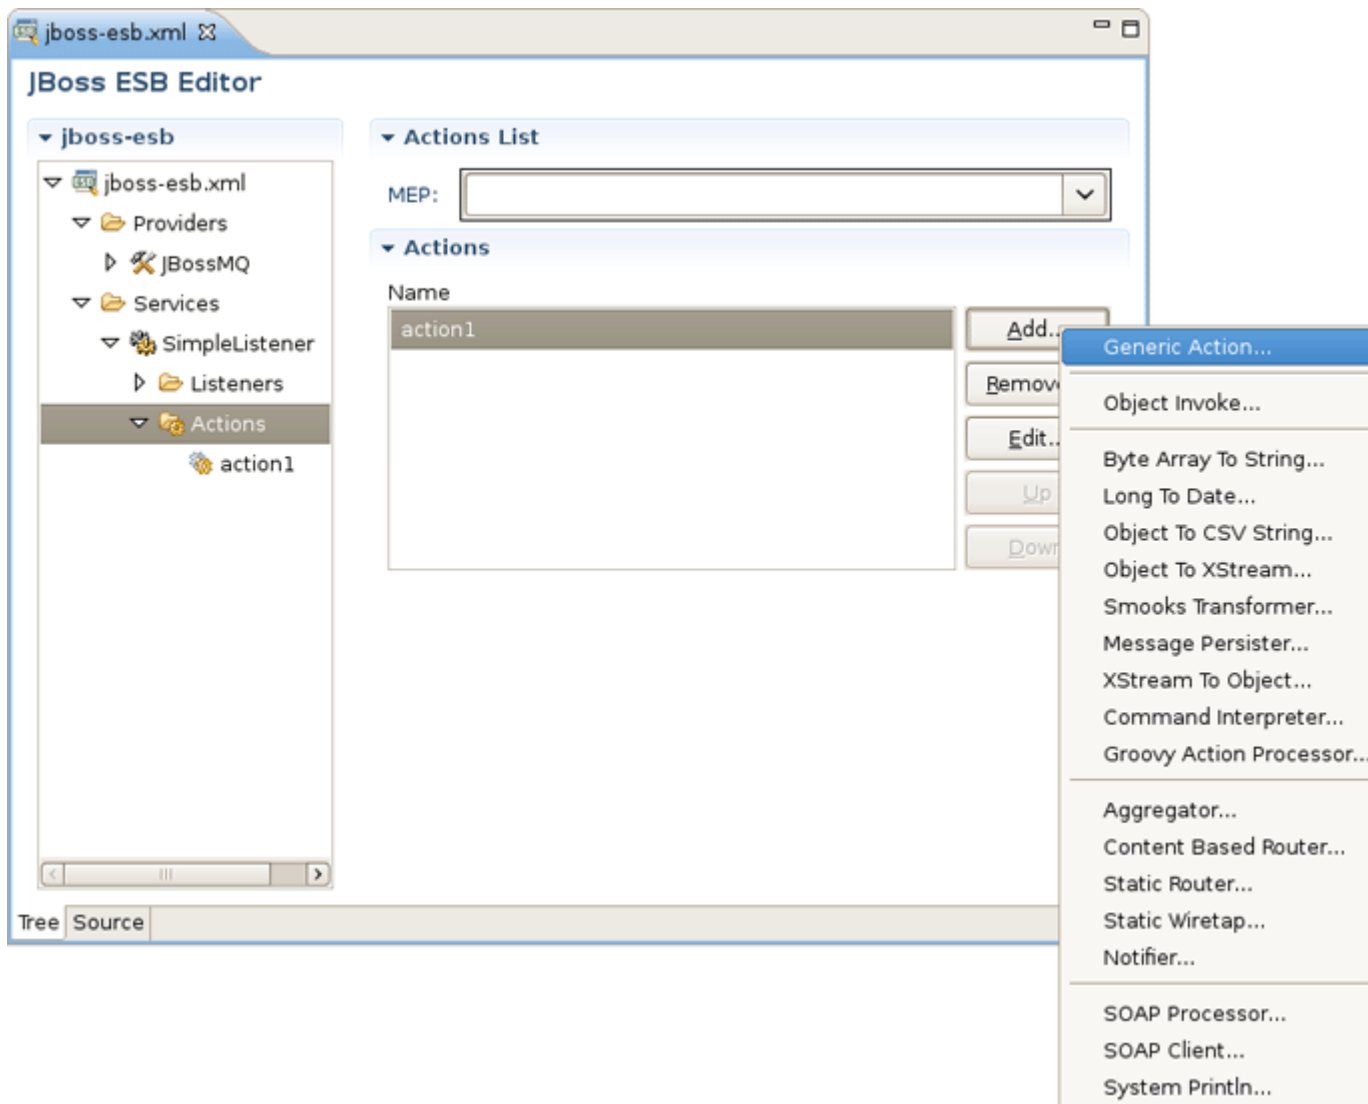 jboss-esb.xml
JBoss ESB Editor
jboss-esb
jboss-esb.xml
Providers
JBossMQ
Services
SimpleListener
Listeners
Actions
action1
Actions List
MEP:
Actions
Name
action1
Add..
Remov
Edit..
Up
Down
Generic Action...
Object Invoke...
Byte Array To String...
Long To Date...
Object To CSV String...
Object To XStream...
Smooks Transformer...
Message Persister...
XStream To Object...
Command Interpreter...
Groovy Action Processor...
Aggregator...
Content Based Router...
Static Router...
Static Wiretap...
Notifier...
SOAP Processor...
SOAP Client...
System Println...
Tree Source